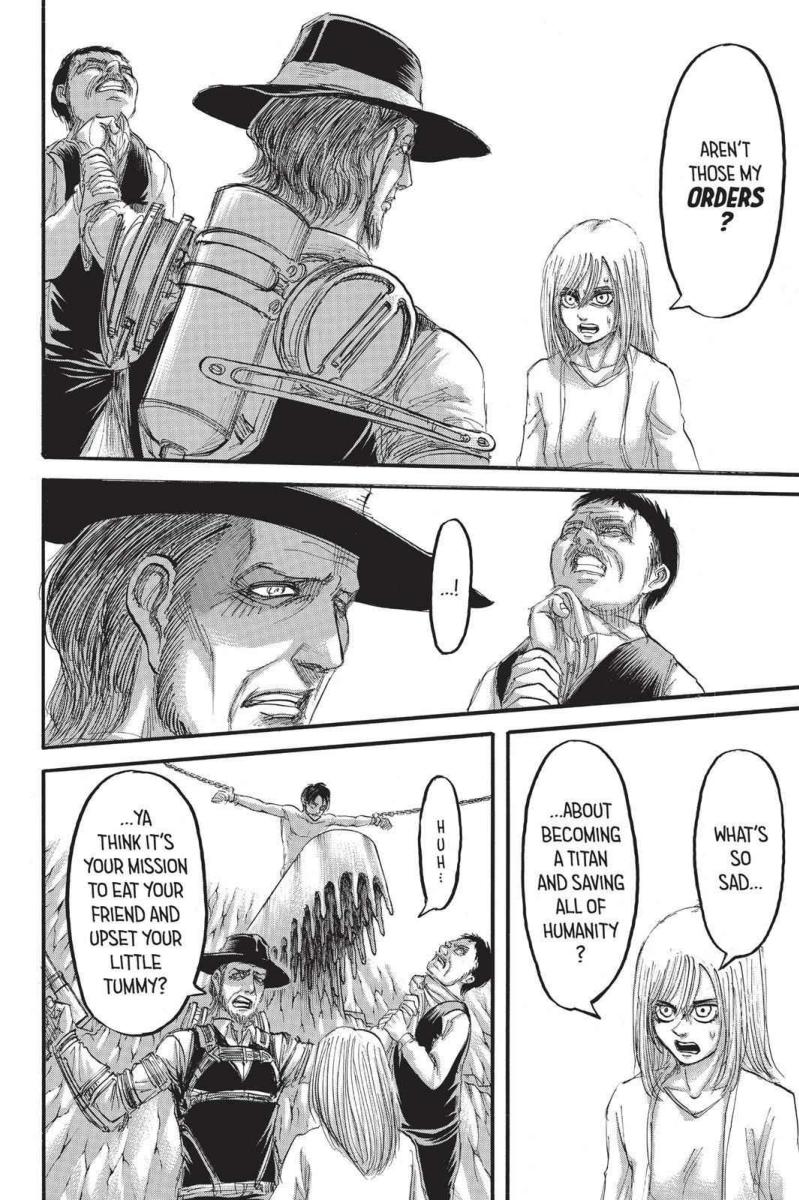 AREN'T
THOSE MY
ORDERS
?
...!
WHAT'S
SO
SAD...
...ABOUT
BECOMING
A TITAN
AND SAVING
ALL OF
HUMANITY
?
HUH...
...YA
THINK IT'S
YOUR MISSION
TO EAT YOUR
FRIEND AND
UPSET YOUR
LITTLE
TUMMY?